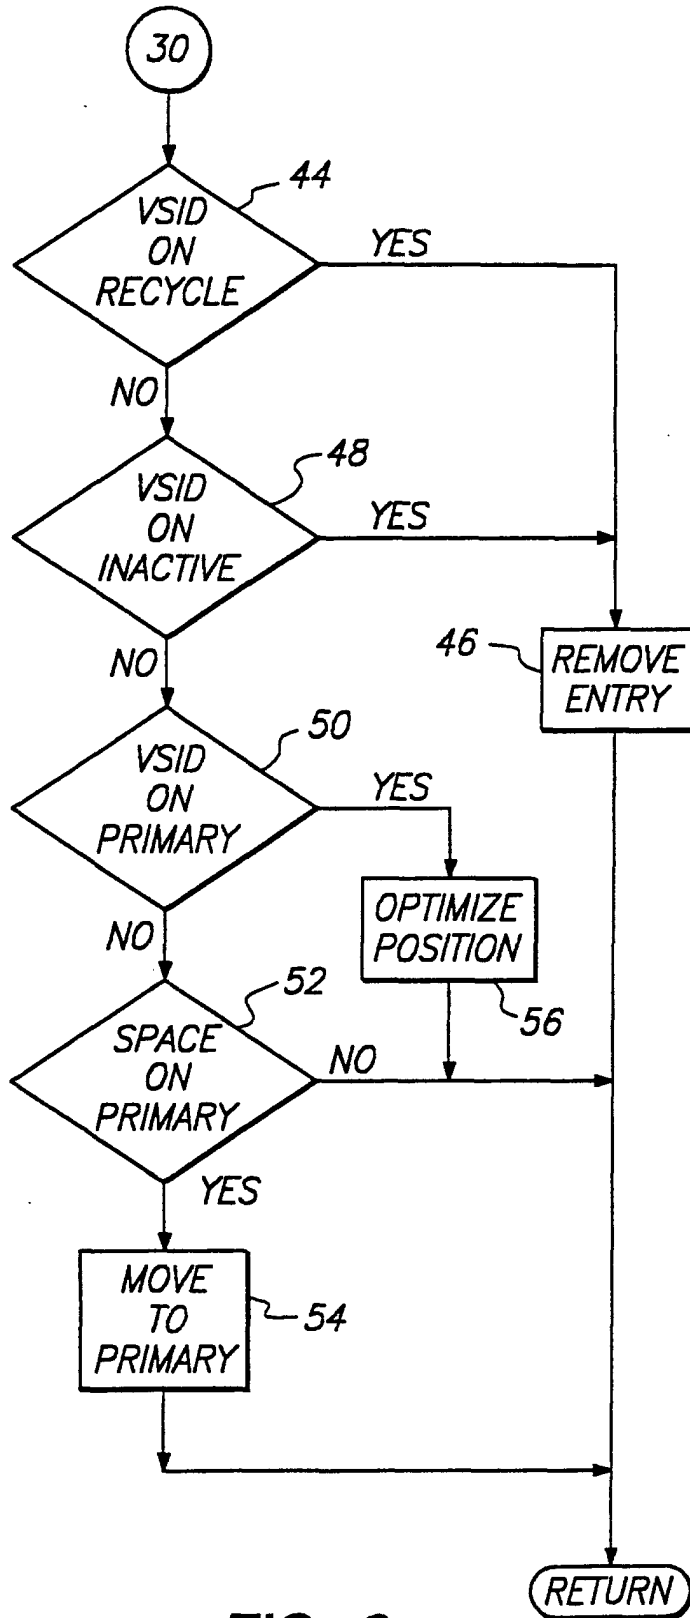 30
44
VSID
ON
RECYCLE
YES
NO
48
VSID
ON
INACTIVE
YES
46
REMOVE
ENTRY
NO
50
VSID
ON
PRIMARY
YES
OPTIMIZE
POSITION
56
NO
52
SPACE
ON
PRIMARY
NO
YES
MOVE
TO
PRIMARY
54
RETURN